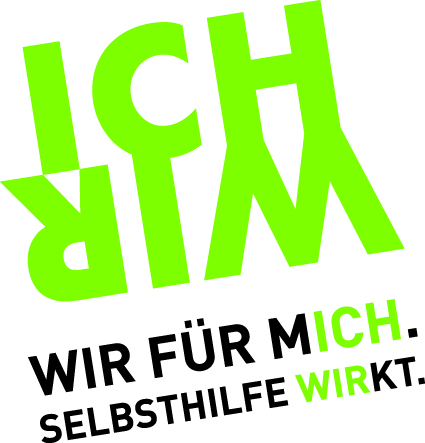 ICH
WIR
WIR FÜR MICH.
SELBSTHILFE WIRKT.